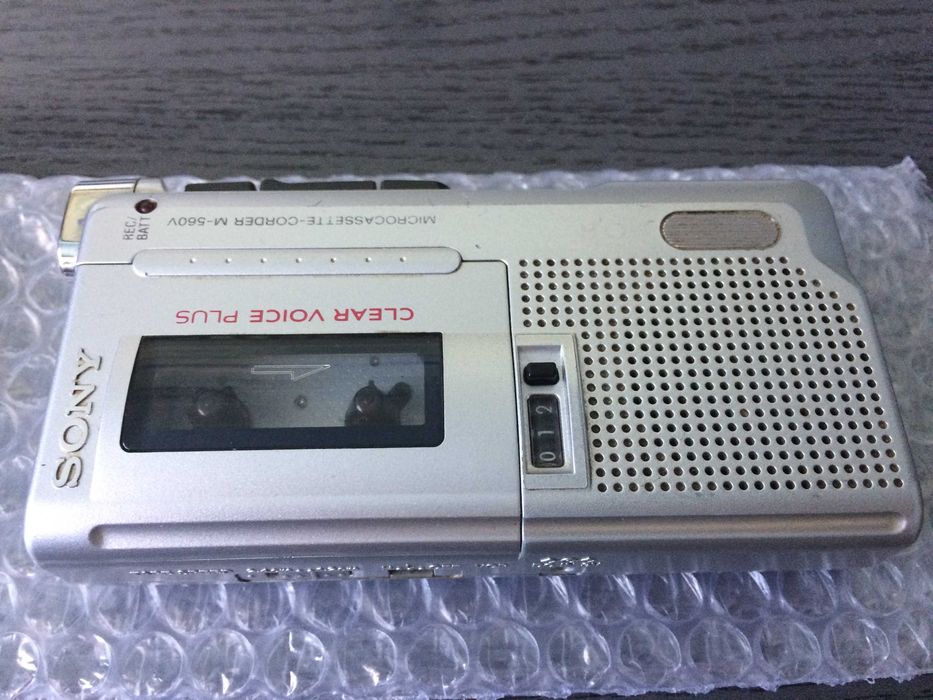 MICROCASSETTE-CORDER M-560V
REC/
BATT
CLEAR VOICE PLUS
SONY
0 1 2